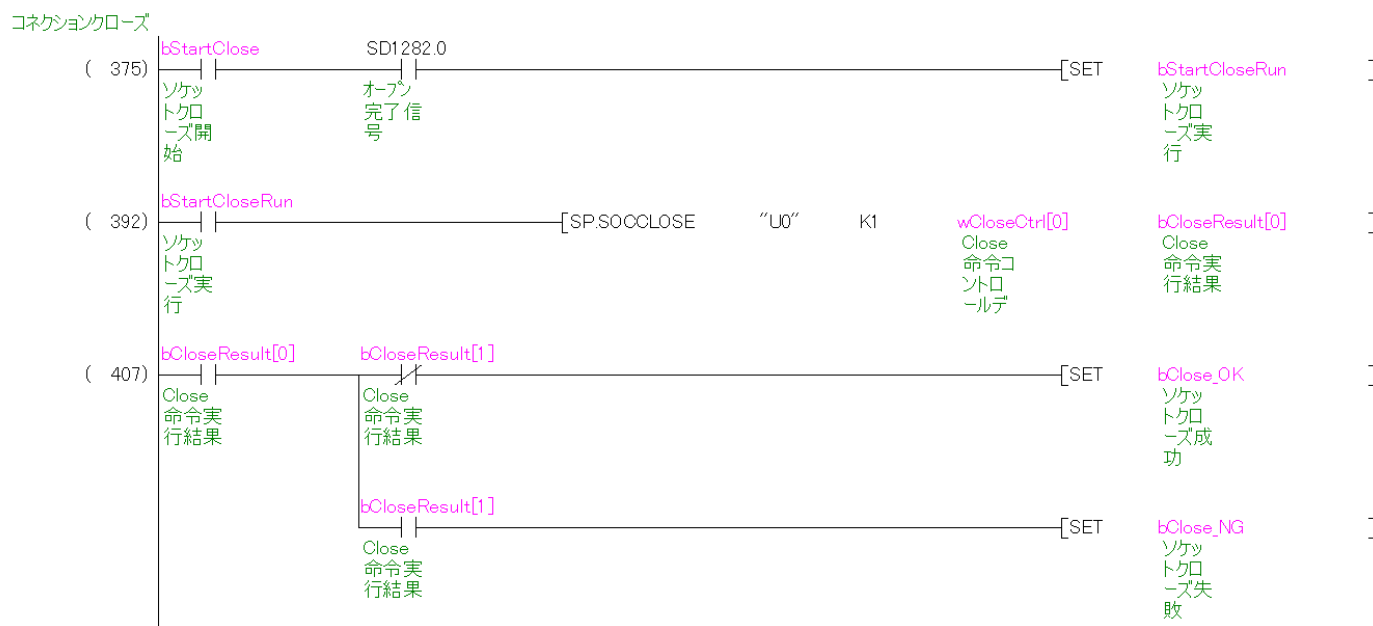 コネクションクローズ
bStartClose SD1282.0
( 375) [SET bStartCloseRun ]
ソケッ オープン ソケッ
トクロ 完了信 トクロ
ーズ開 号 ーズ実
始 行
bStartCloseRun
( 392) [SP.SOCCLOSE "U0" K1 wCloseCtrl[0] bCloseResult[0] ]
ソケッ Close Close
トクロ 命令コ 命令実
ーズ実 ントロ 行結果
行 ールデ
bCloseResult[0] bCloseResult[1]
( 407) [SET bClose_OK ]
Close Close ソケッ
命令実 命令実 トクロ
行結果 行結果 ーズ成
功
bCloseResult[1]
[SET bClose_NG ]
Close ソケッ
命令実 トクロ
行結果 ーズ失
敗